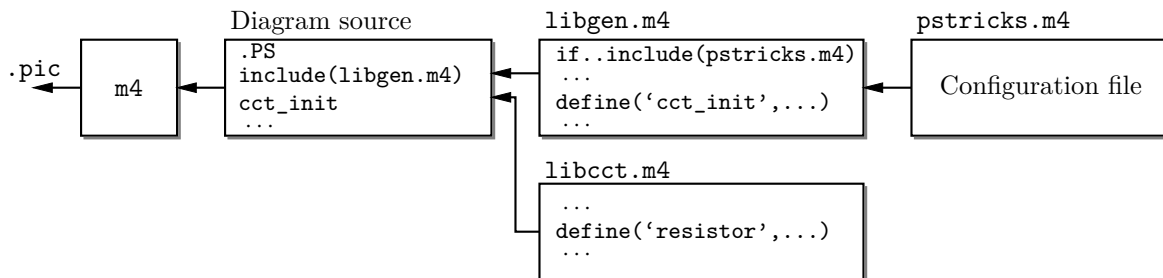 .pic
m4
Diagram source
.PS
include(libgen.m4)
cct_init
...
libgen.m4
if..include(pstricks.m4)
...
define(‘cct_init’,...)
...
pstricks.m4
Configuration file
libcct.m4
...
define(‘resistor’,...)
...